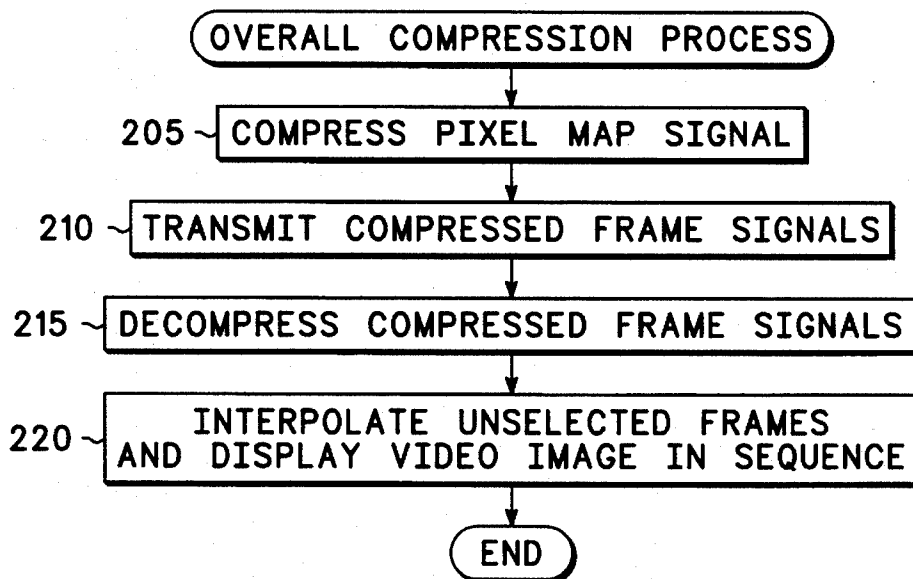 OVERALL COMPRESSION PROCESS
205 COMPRESS PIXEL MAP SIGNAL
210 TRANSMIT COMPRESSED FRAME SIGNALS
215 DECOMPRESS COMPRESSED FRAME SIGNALS
220 INTERPOLATE UNSELECTED FRAMES
AND DISPLAY VIDEO IMAGE IN SEQUENCE
END